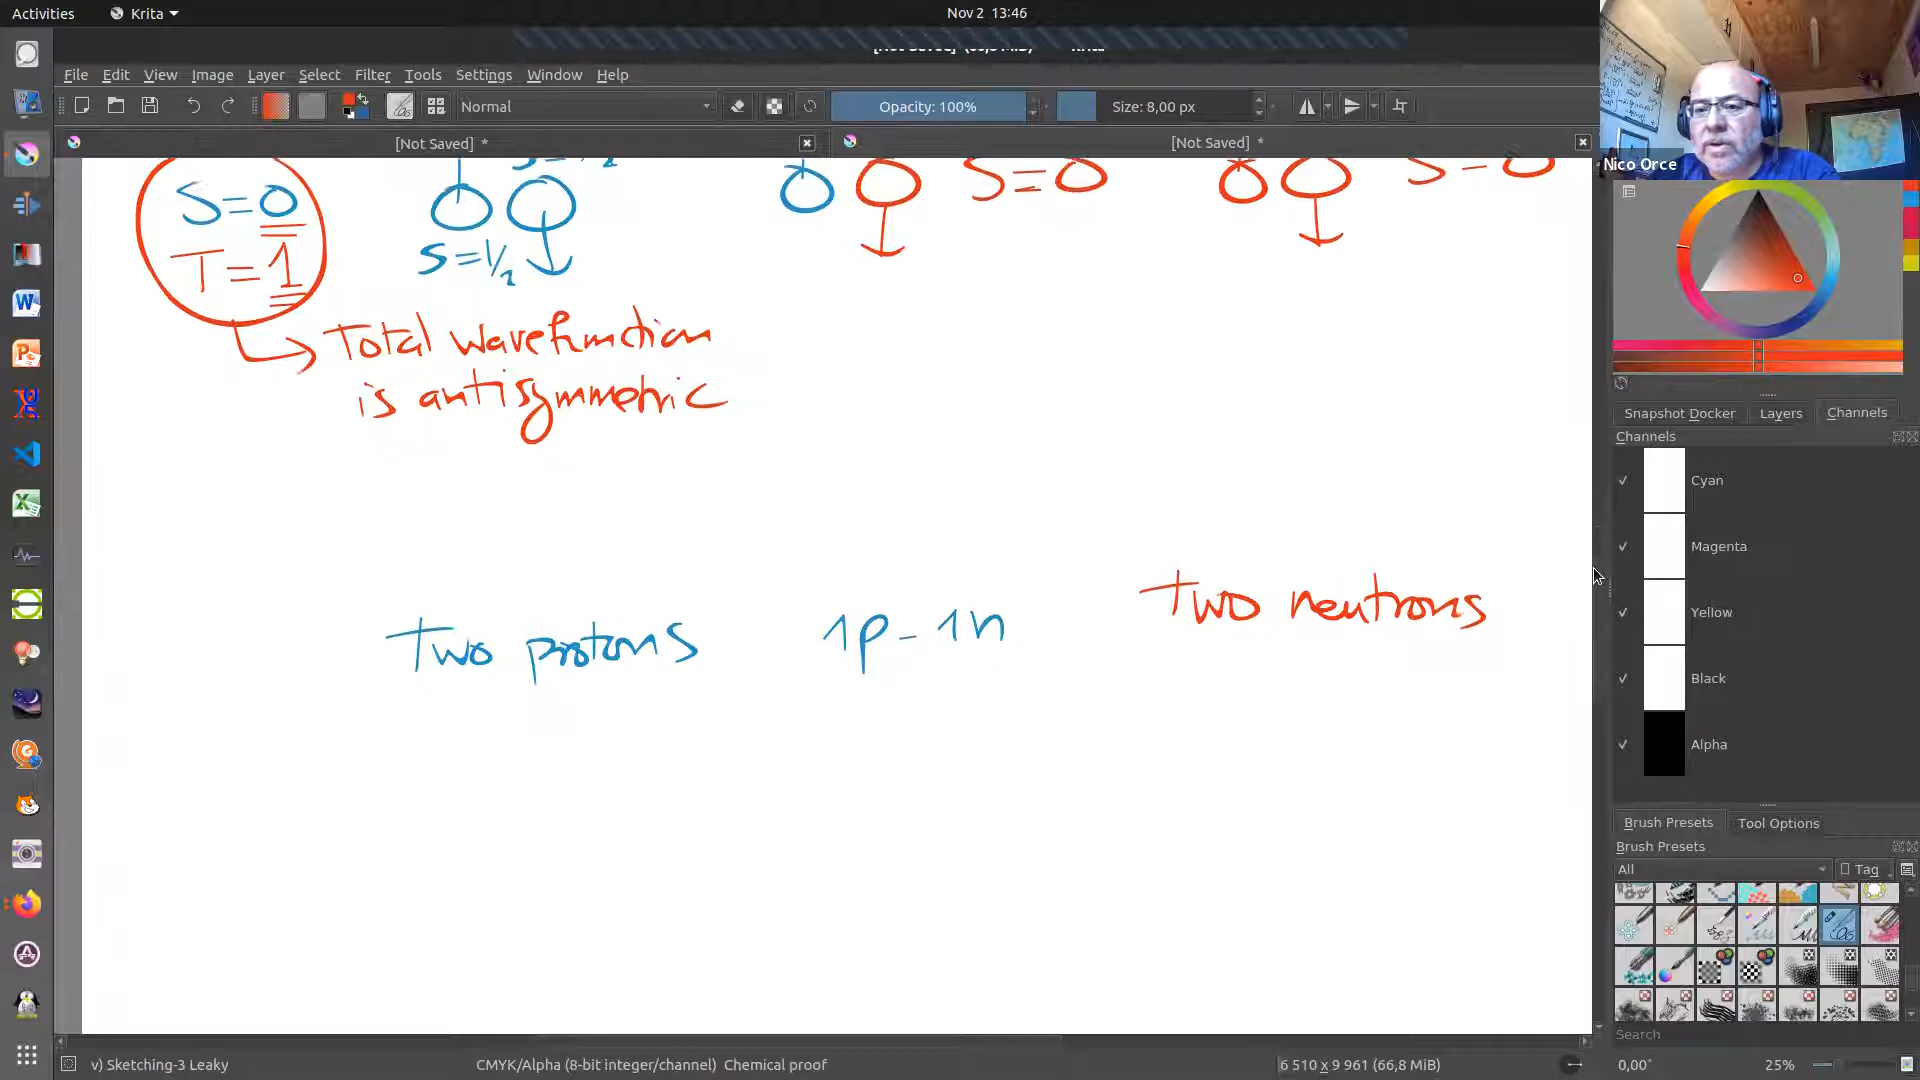 Activities
Krita
Nov 2 13:46
File Edit View Image Layer Select Filter Tools Settings Window Help
Normal
Opacity: 100%
Size: 8,00 px
[Not Saved] *
[Not Saved] *
Nico Orce
S=0
T=1
S=1/2
S=0
Total wavefunction
is antisymmetric
Two protons
1p-1n
Two neutrons
Snapshot Docker Layers Channels
Channels
Cyan
Magenta
Yellow
Black
Alpha
Brush Presets Tool Options
Brush Presets
All
Tag
Search
v) Sketching-3 Leaky
CMYK/Alpha (8-bit integer/channel) Chemical proof
6 510 x 9 961 (66,8 MiB)
0,00°
25%